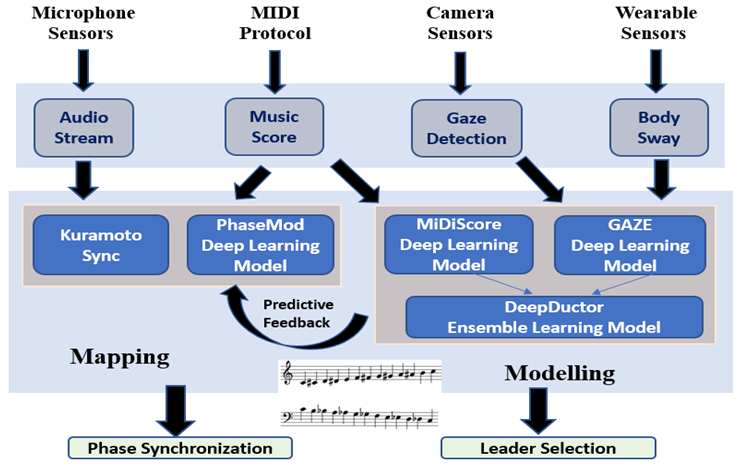 Microphone
Sensors
MIDI
Protocol
Camera
Sensors
Wearable
Sensors
Audio
Stream
Music
Score
Gaze
Detection
Body
Sway
Kuramoto
Sync
PhaseMod
Deep Learning
Model
MiDiScore
Deep Learning
Model
GAZE
Deep Learning
Model
DeepDuctor
Ensemble Learning Model
Predictive
Feedback
Mapping
Modelling
Phase Synchronization
Leader Selection